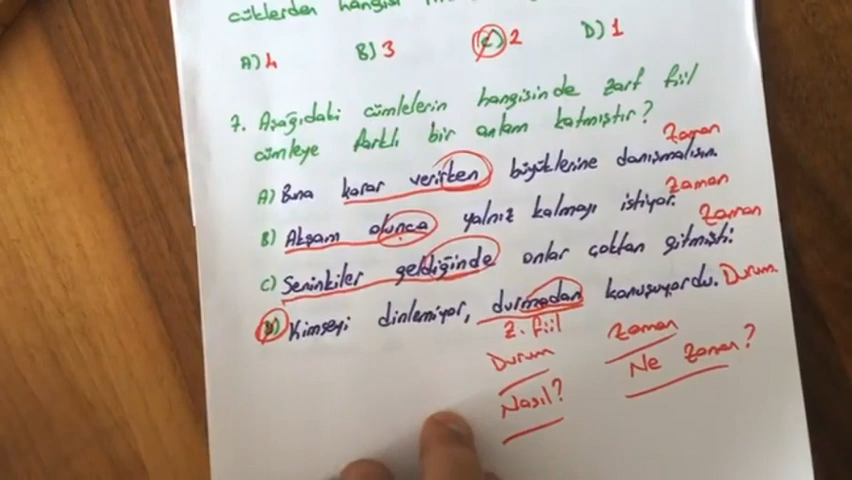 cüklerden hangisi
A) 4 B) 3 C) 2 D) 1
7. Aşağıdaki cümlelerin hangisinde zarf fiil
cümleye farklı bir anlam katmıştır?
A) Buna karar verirken büyüklerine danışmalısın. Zaman
B) Akşam olunca yalnız kalmayı istiyor. Zaman
C) Seninkiler geldiğinde onlar çoktan gitmişti. Zaman
D) Kimseyi dinlemiyor, durmadan konuşuyordu. Durum
Z. fiil Zaman
Durum Ne zaman?
Nasıl?